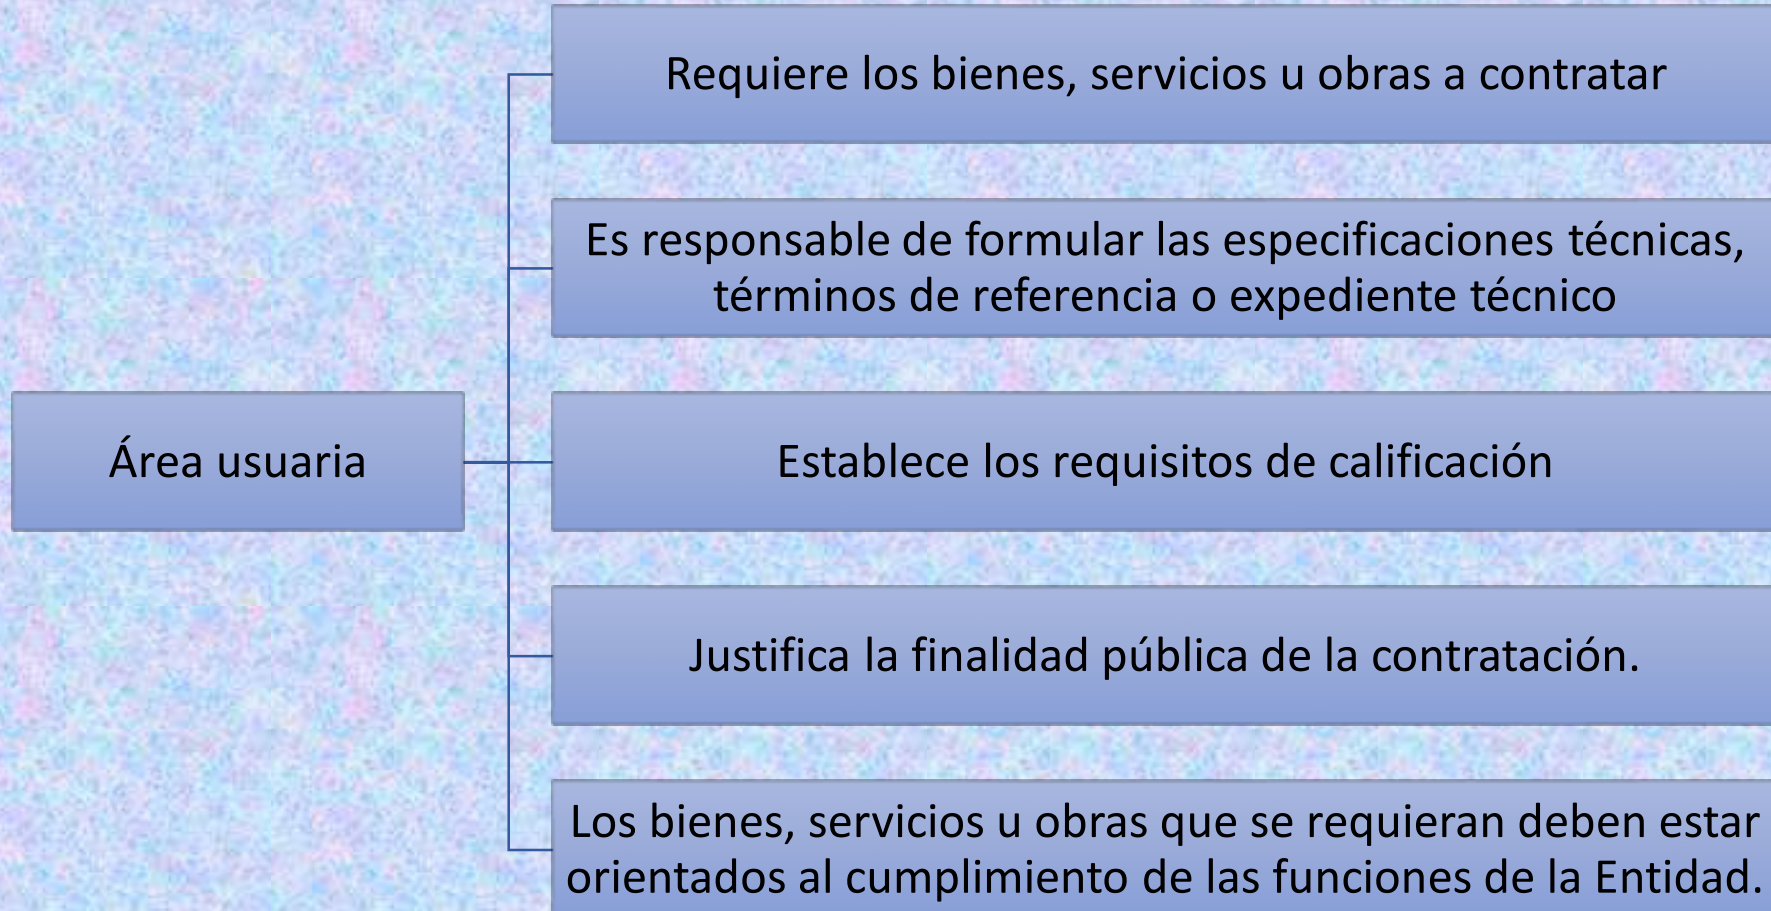 Requiere los bienes, servicios u obras a contratar
Es responsable de formular las especificaciones técnicas,
términos de referencia o expediente técnico
Área usuaria
Establece los requisitos de calificación
Justifica la finalidad pública de la contratación.
Los bienes, servicios u obras que se requieran deben estar
orientados al cumplimiento de las funciones de la Entidad.